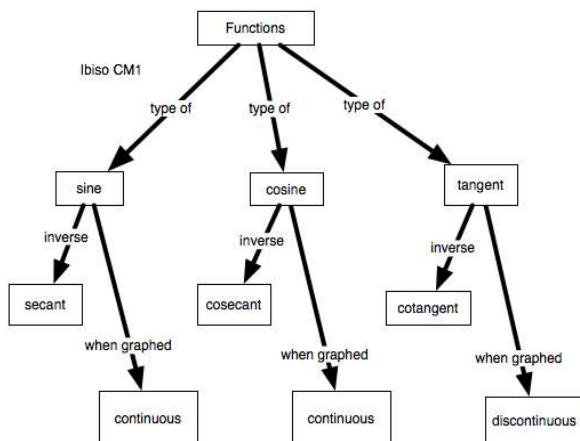 Functions
Ibiso CM1
type of
type of
type of
sine
cosine
tangent
inverse
inverse
inverse
secant
cosecant
cotangent
when graphed
when graphed
when graphed
continuous
continuous
discontinuous